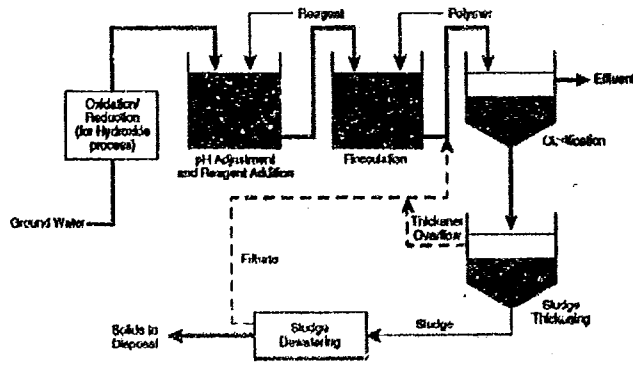 Reagent
Polymer
Oxidation/
Reduction
(for Hydroxide
process)
Effluent
pH Adjustment
and Reagent Addition
Flocculation
Clarification
Ground Water
Thickener
Overflow
Filtrate
Sludge
Thickening
Solids to
Disposal
Sludge
Dewatering
Sludge